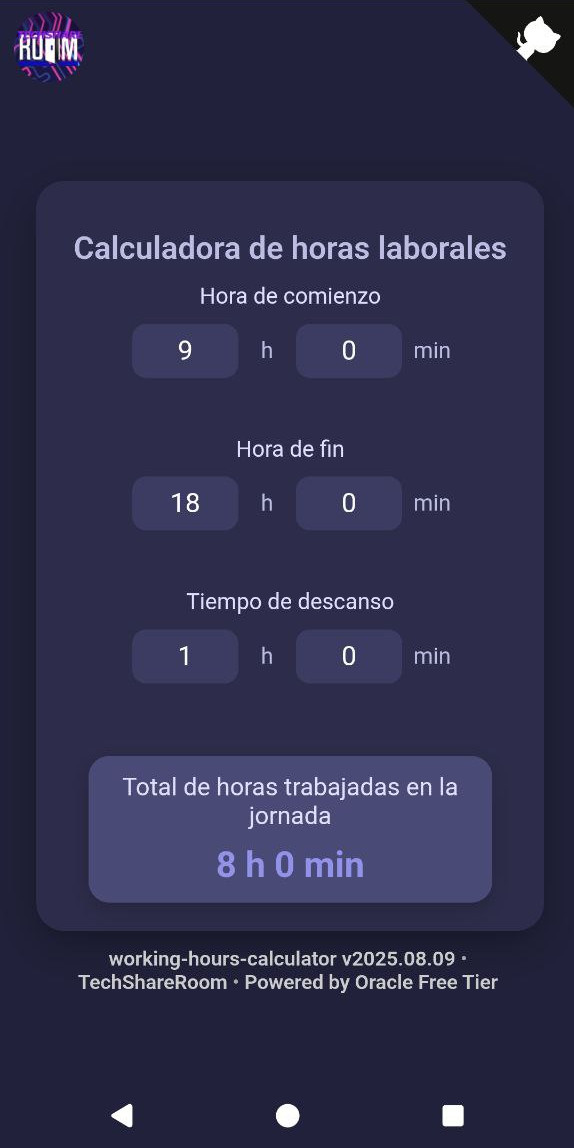 TECHSHARE
ROOM
Calculadora de horas laborales
Hora de comienzo
9 h 0 min
Hora de fin
18 h 0 min
Tiempo de descanso
1 h 0 min
Total de horas trabajadas en la
jornada
8 h 0 min
working-hours-calculator v2025.08.09 •
TechShareRoom • Powered by Oracle Free Tier